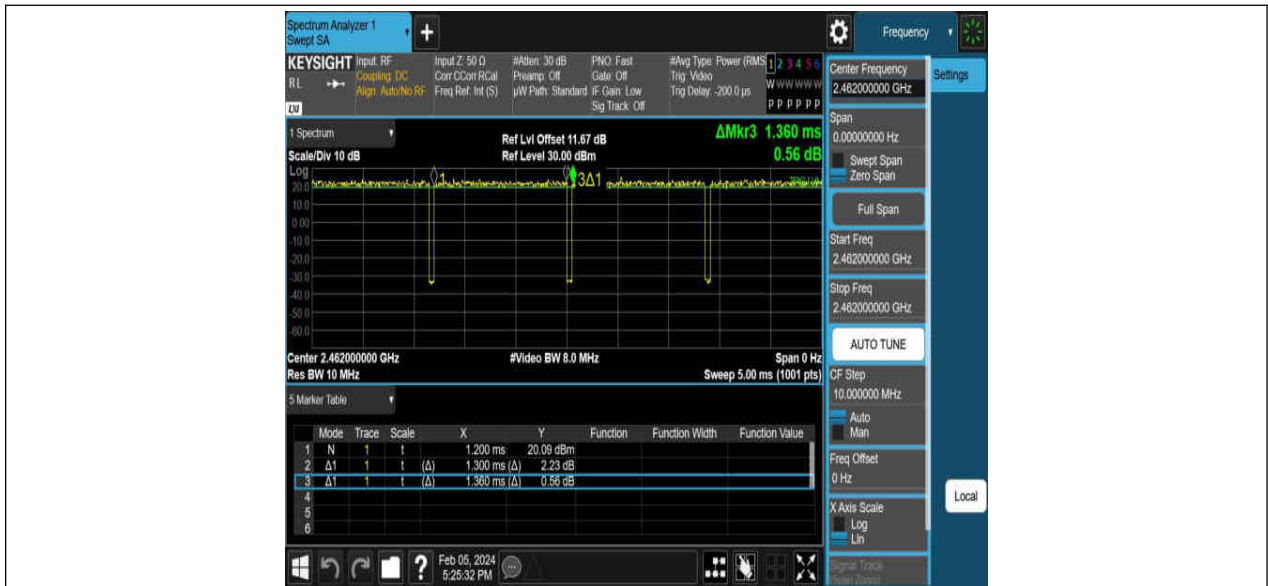 Spectrum Analyzer 1
Swept SA
+
Frequency
KEYSIGHT
RL
LXI
Input: RF
Coupling: DC
Align: Auto/No RF
Input Z: 50 Ω
Corr CCorr RCal
Freq Ref: Int (S)
#Atten: 30 dB
Preamp: Off
µW Path: Standard
PNO: Fast
Gate: Off
IF Gain: Low
Sig Track: Off
#Avg Type: Power (RMS
Trig: Video
Trig Delay: -200.0 µs
1 2 3 4 5 6
W W W W W W
P P P P P P
Center Frequency
2.462000000 GHz
Settings
Span
0.00000000 Hz
Swept Span
Zero Span
Full Span
Start Freq
2.462000000 GHz
Stop Freq
2.462000000 GHz
AUTO TUNE
CF Step
10.000000 MHz
Auto
Man
Freq Offset
0 Hz
X Axis Scale
Log
Lin
Signal Track
(Span Zoom)
Local
1 Spectrum
Scale/Div 10 dB
Ref Lvl Offset 11.67 dB
Ref Level 30.00 dBm
ΔMkr3 1.360 ms
0.56 dB
Log
20.0
10.0
0.00
-10.0
-20.0
-30.0
-40.0
-50.0
-60.0
1
3Δ1
Center 2.462000000 GHz
#Video BW 8.0 MHz
Span 0 Hz
Res BW 10 MHz
Sweep 5.00 ms (1001 pts)
5 Marker Table
Mode Trace Scale X Y Function Function Width Function Value
1 N 1 t 1.200 ms 20.09 dBm
2 Δ1 1 t (Δ) 1.300 ms (Δ) 2.23 dB
3 Δ1 1 t (Δ) 1.360 ms (Δ) 0.56 dB
4
5
6
?
Feb 05, 2024
5:25:32 PM